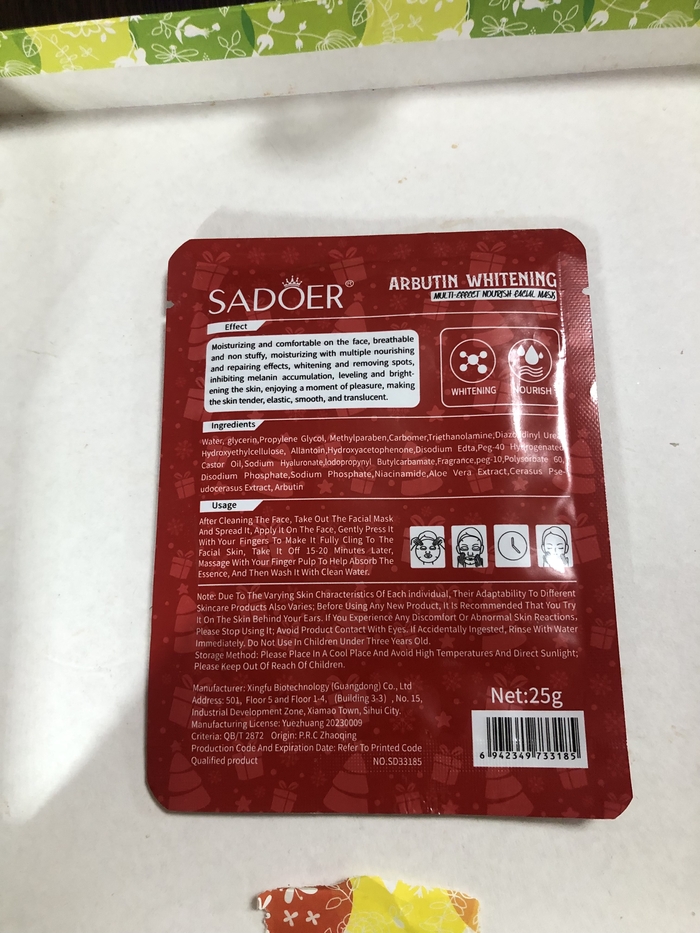 SADOER®
ARBUTIN WHITENING
MULTI-EFFECT NOURISH FACIAL MASK
Effect
Moisturizing and comfortable on the face, breathable
and non stuffy, moisturizing with multiple nourishing
and repairing effects, whitening and removing spots,
inhibiting melanin accumulation, leveling and bright-
ening the skin, enjoying a moment of pleasure, making
the skin tender, elastic, smooth, and translucent.
WHITENING
NOURISH
Ingredients
Water, glycerin,Propylene Glycol, Methylparaben,Carbomer,Triethanolamine;Diazolidinyl Urea
Hydroxyethylcellulose, Allantoin,Hydroxyacetophenone,Disodium Edta,Peg-40 Hydrogenated
Castor Oil,Sodium Hyaluronate,Iodopropynyl Butylcarbamate,Fragrance,peg-10,Polysorbate 60,
Disodium Phosphate,Sodium Phosphate,Niacinamide,Aloe Vera Extract,Cerasus Pse-
udocerasus Extract, Arbutin
Usage
After Cleaning The Face, Take Out The Facial Mask
And Spread It, Apply It On The Face, Gently Press It
With Your Fingers To Make It Fully Cling To The
Facial Skin, Take It Off 15-20 Minutes Later,
Massage With Your Finger Pulp To Help Absorb The
Essence, And Then Wash It With Clean Water.
Note: Due To The Varying Skin Characteristics Of Each individual, Their Adaptability To Different
Skincare Products Also Varies; Before Using Any New Product, It Is Recommended That You Try
It On The Skin Behind Your Ears. If You Experience Any Discomfort Or Abnormal Skin Reactions,
Please Stop Using It; Avoid Product Contact With Eyes. If Accidentally Ingested, Rinse With Water
Immediately. Do Not Use In Children Under Three Years Old.
Storage Method: Please Place In A Cool Place And Avoid High Temperatures And Direct Sunlight;
Please Keep Out Of Reach Of Children.
Manufacturer: Xingfu Biotechnology (Guangdong) Co., Ltd
Address: 501, Floor 5 and Floor 1-4, (Building 3-3) , No. 15,
Industrial Development Zone, Xiamao Town, Sihui City.
Manufacturing License: Yuezhuang 20230009
Criteria: QB/T 2872 Origin: P.R.C Zhaoqing
Production Code And Expiration Date: Refer To Printed Code
Qualified product NO.SD33185
Net:25g
6 942349 733185